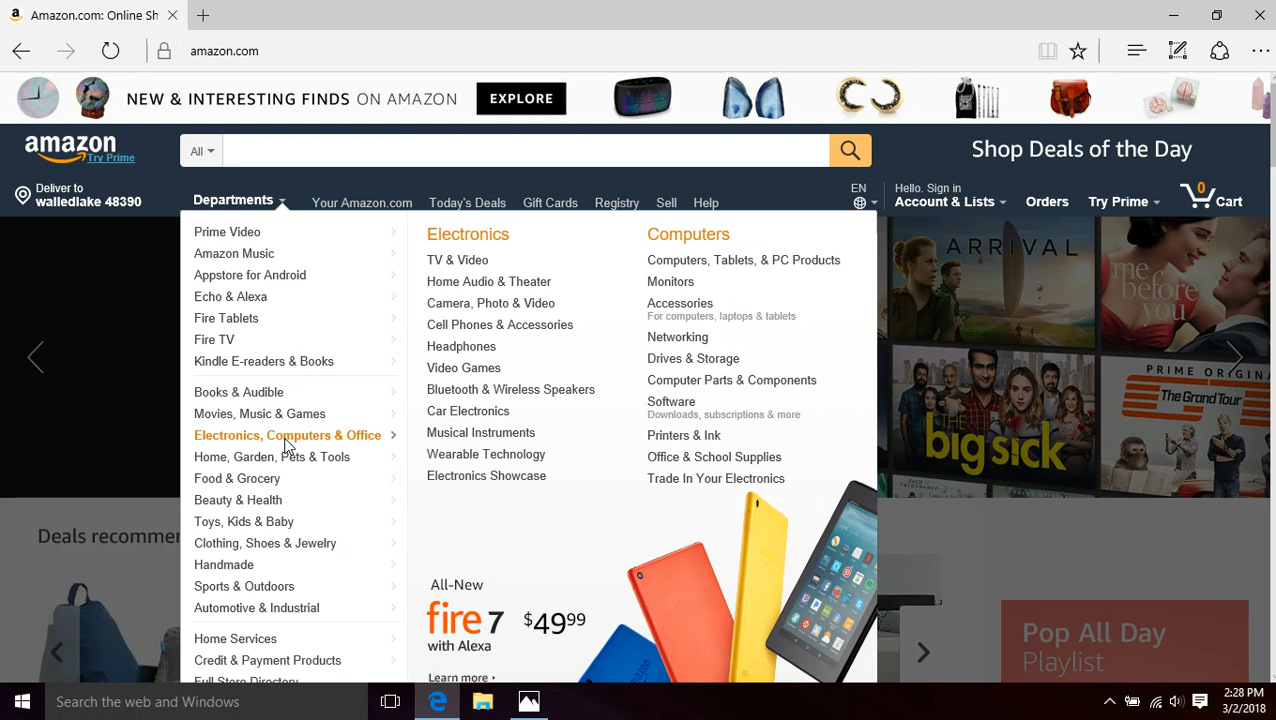 Amazon.com: Online Sh
amazon.com
NEW & INTERESTING FINDS ON AMAZON
EXPLORE
amazon
Try Prime
All
Shop Deals of the Day
Deliver to
walledlake 48390
Departments
Your Amazon.com
Today's Deals
Gift Cards
Registry
Sell
Help
EN
Hello. Sign in
Account & Lists
Orders
Try Prime
0
Cart
Prime Video
Amazon Music
Appstore for Android
Echo & Alexa
Fire Tablets
Fire TV
Kindle E-readers & Books
Books & Audible
Movies, Music & Games
Electronics, Computers & Office
Home, Garden, Pets & Tools
Food & Grocery
Beauty & Health
Toys, Kids & Baby
Clothing, Shoes & Jewelry
Handmade
Sports & Outdoors
Automotive & Industrial
Home Services
Credit & Payment Products
Full Store Directory
Electronics
TV & Video
Home Audio & Theater
Camera, Photo & Video
Cell Phones & Accessories
Headphones
Video Games
Bluetooth & Wireless Speakers
Car Electronics
Musical Instruments
Wearable Technology
Electronics Showcase
Computers
Computers, Tablets, & PC Products
Monitors
Accessories
For computers, laptops & tablets
Networking
Drives & Storage
Computer Parts & Components
Software
Downloads, subscriptions & more
Printers & Ink
Office & School Supplies
Trade In Your Electronics
All-New
fire 7
with Alexa
$49 99
Learn more
ARRIVAL
me
before
you
THE
big
sick
PRIME ORIGINAL
THE
GRAND TOUR
Deals recomme
Pop All Day
Playlist
Search the web and Windows
2:28 PM
3/2/2018